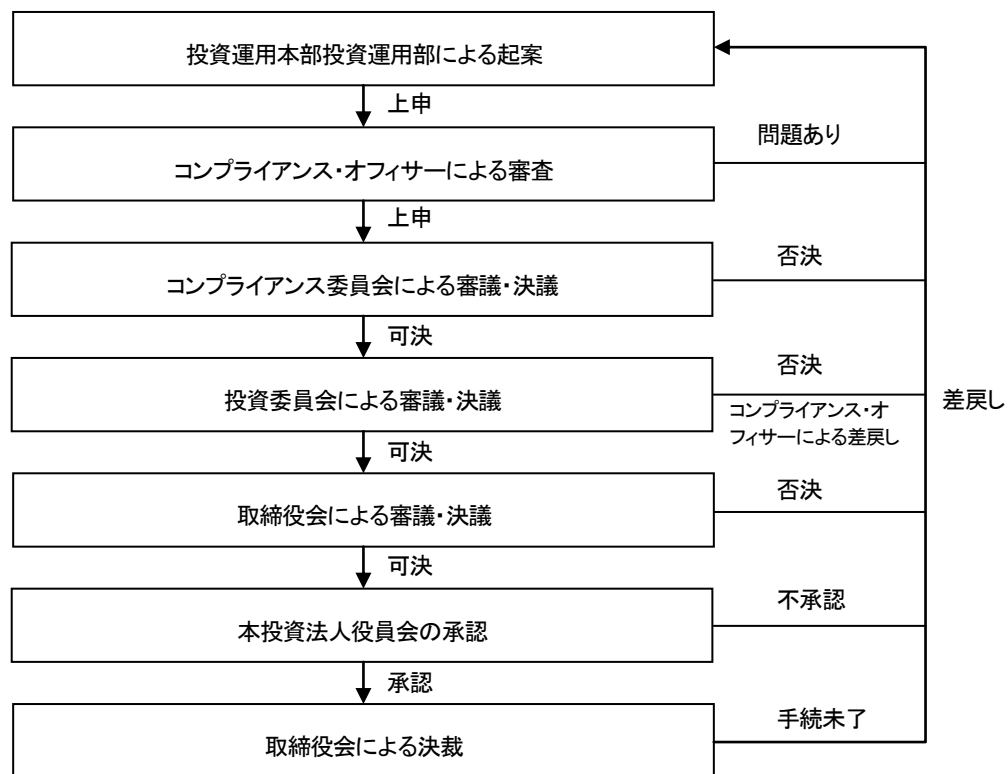 投資運用本部投資運用部による起案
上申
問題あり
コンプライアンス・オフィサーによる審査
上申
否決
コンプライアンス委員会による審議・決議
可決
否決
投資委員会による審議・決議
コンプライアンス・オ
フィサーによる差戻し
差戻し
可決
否決
取締役会による審議・決議
可決
不承認
本投資法人役員会の承認
承認
手続未了
取締役会による決裁